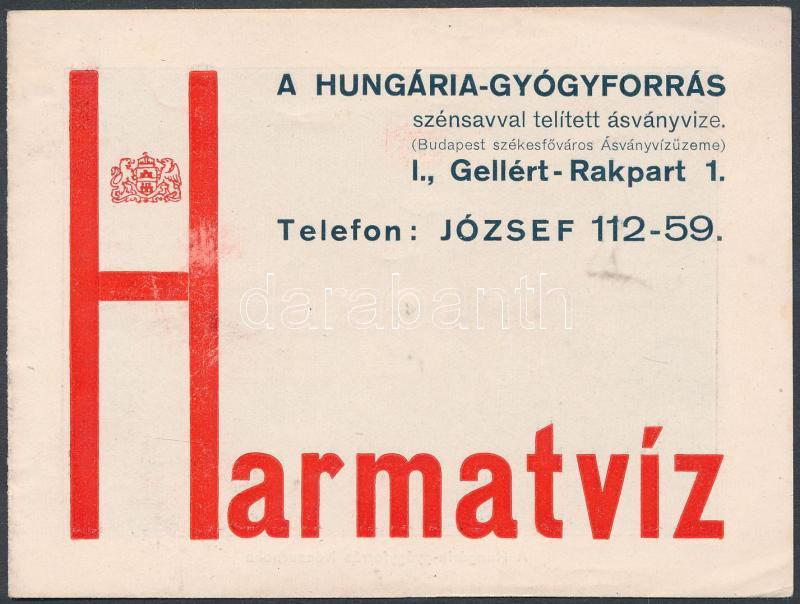 A HUNGÁRIA-GYÓGYFORRÁS
szénsavval telített ásványvize.
(Budapest székesfőváros Ásványvízüzeme)
I., Gellért-Rakpart 1.
Telefon: JÓZSEF 112-59.
darabanth
Harmatvíz